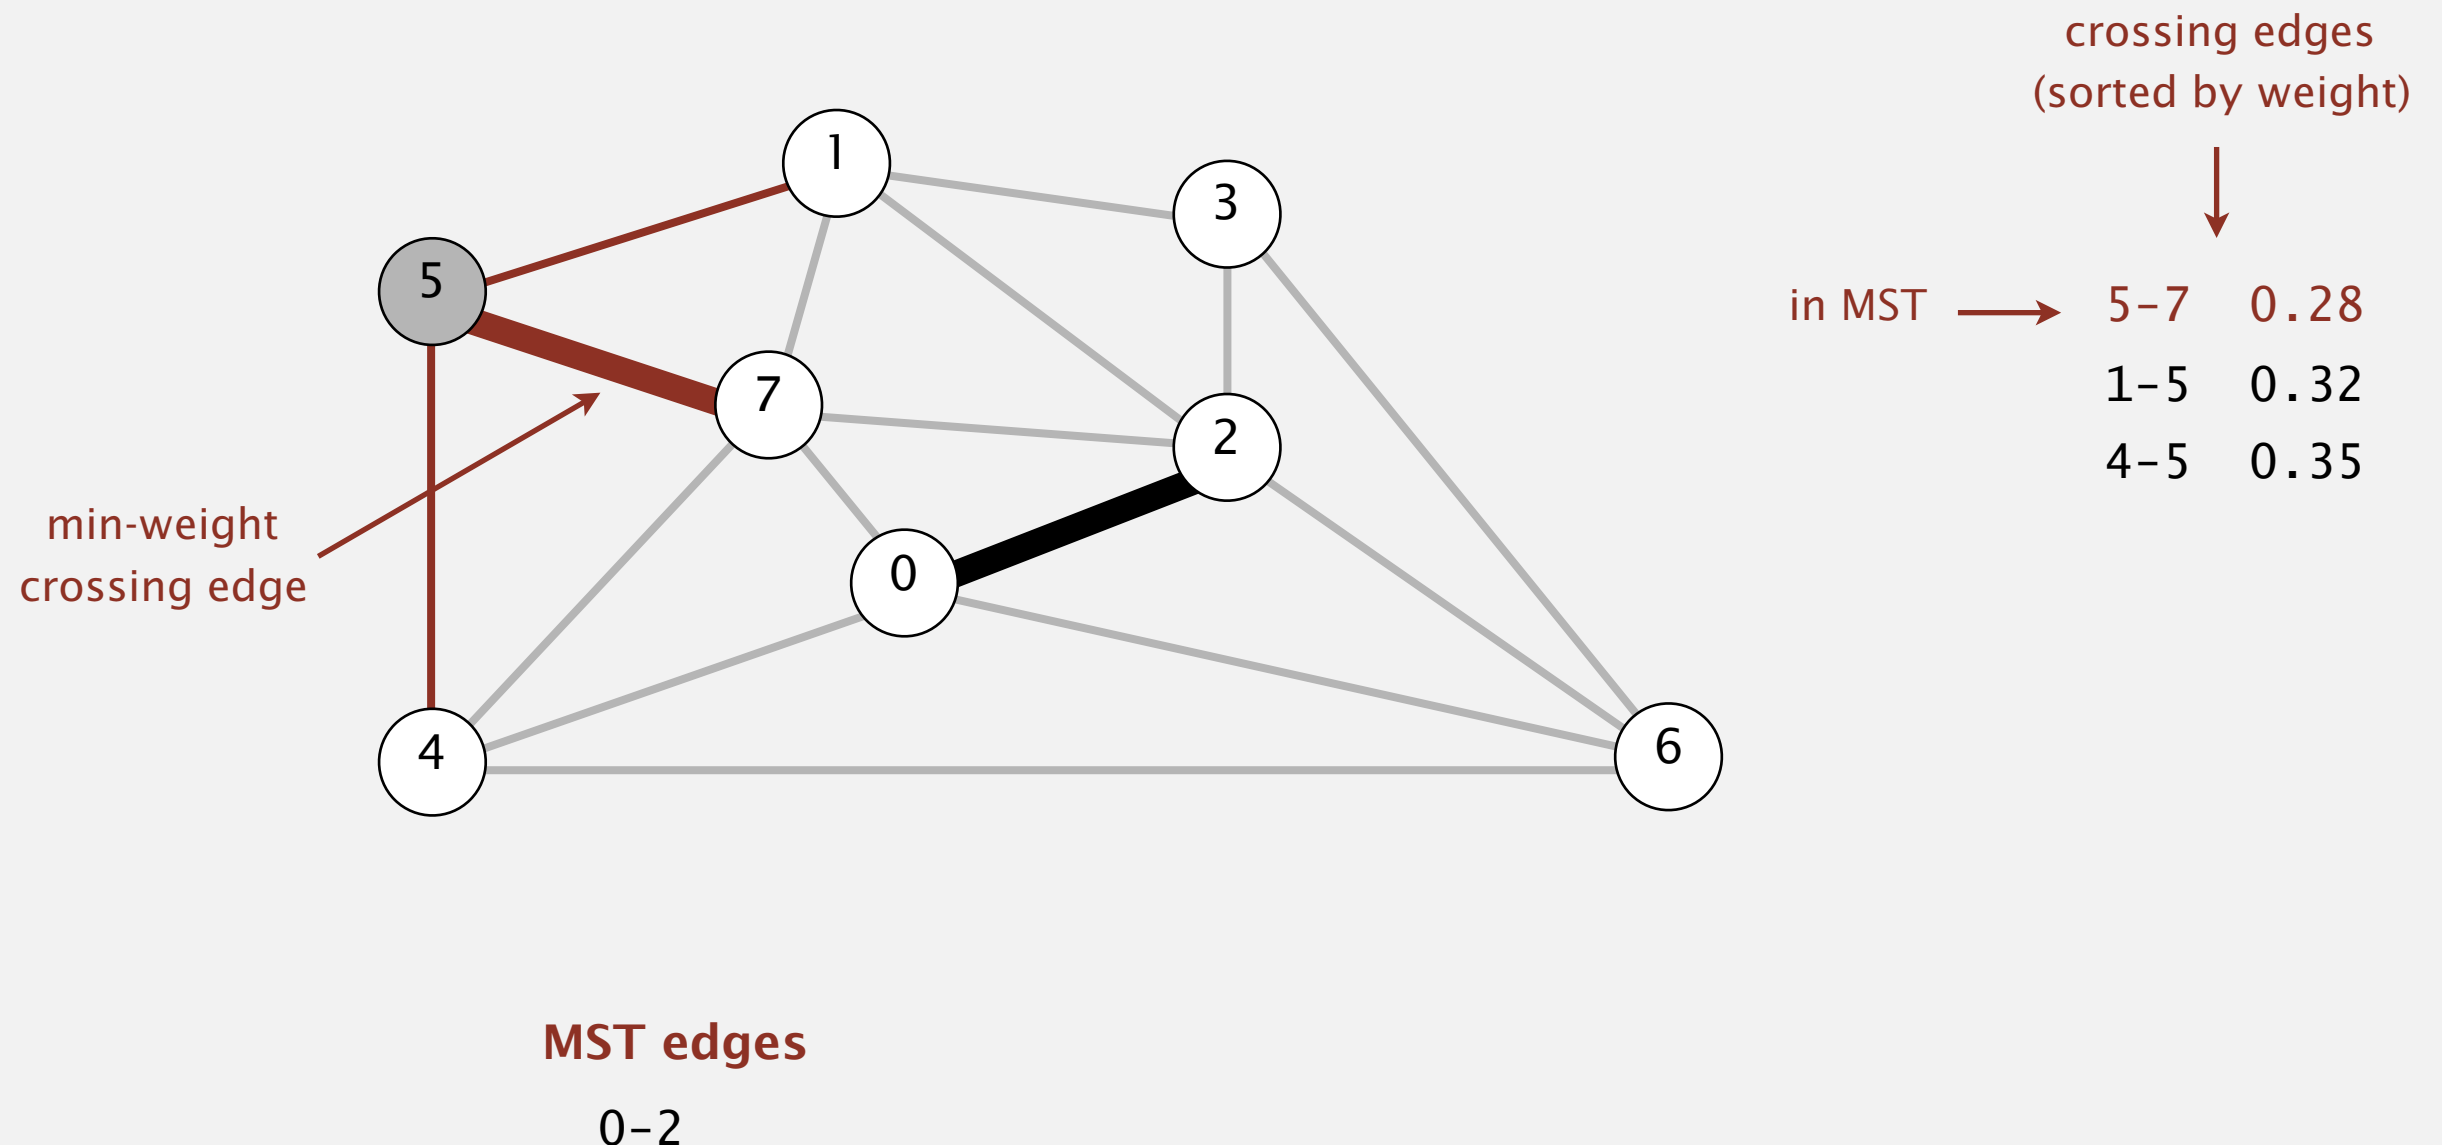 crossing edges
(sorted by weight)
1
3
5
in MST
5-7 0.28
7
1-5 0.32
2
4-5 0.35
min-weight
crossing edge
0
4
6
MST edges
0-2